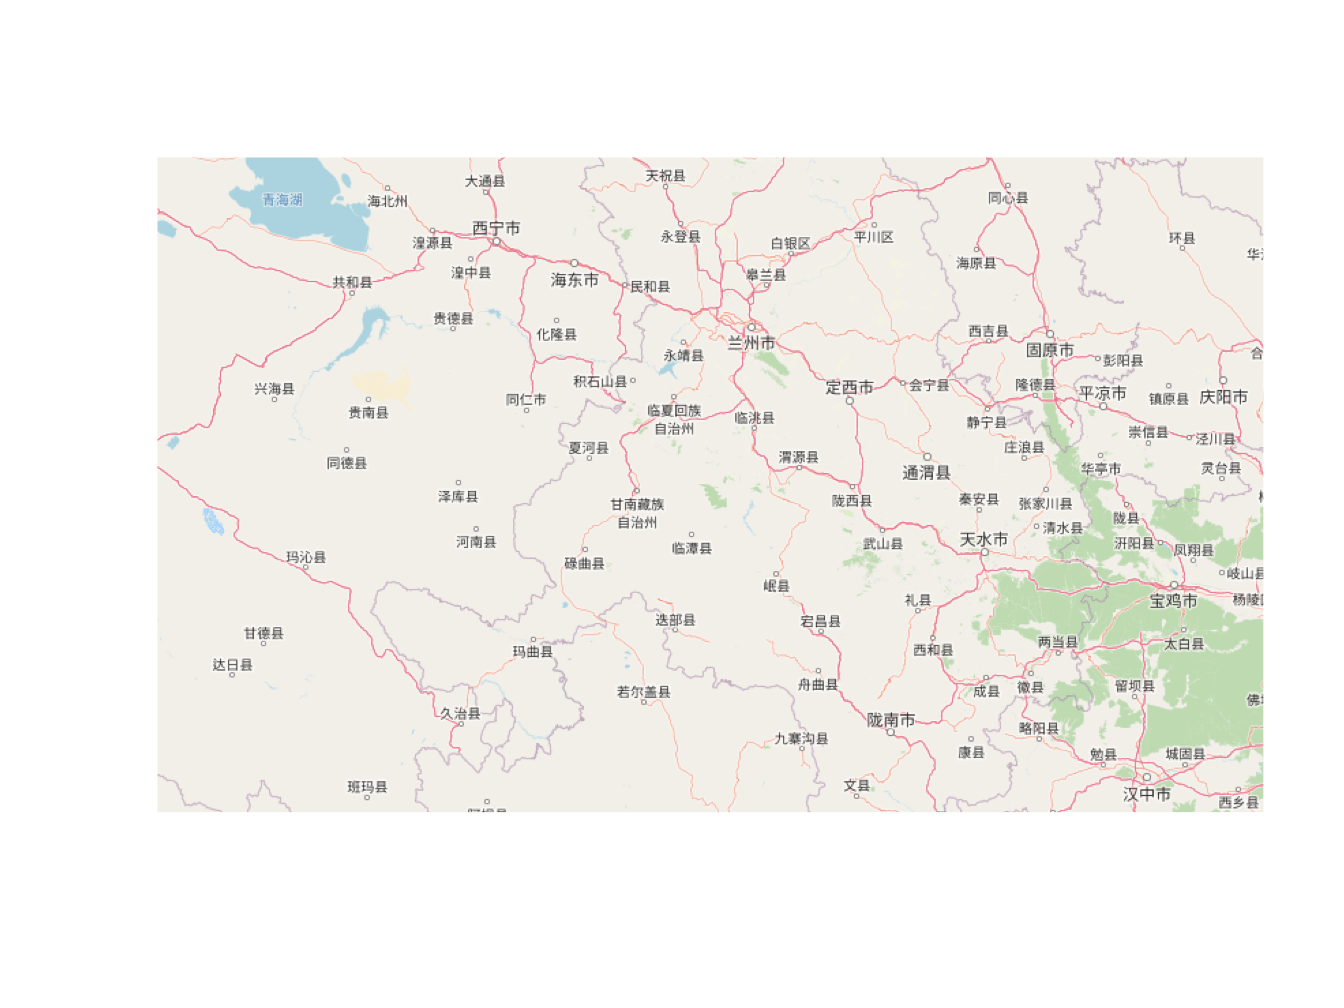 天祝县
大通县
青海湖
海北州
同心县
西宁市
湟源县
永登县
白银区
平川区
环县
海原县
湟中县
海东市
皋兰县
共和县
民和县
贵德县
化隆县
西吉县
兰州市
永靖县
固原市
彭阳县
积石山县
兴海县
定西市
会宁县
隆德县
平凉市
镇原县
庆阳市
同仁市
贵南县
临夏回族
自治州
临洮县
静宁县
崇信县
泾川县
夏河县
庄浪县
同德县
渭源县
通渭县
华亭市
灵台县
泽库县
甘南藏族
自治州
陇西县
秦安县
张家川县
陇县
清水县
河南县
临潭县
武山县
天水市
汧阳县
凤翔县
玛沁县
碌曲县
岷县
岐山县
礼县
宝鸡市
杨陵
迭部县
宕昌县
甘德县
玛曲县
西和县
两当县
太白县
达日县
若尔盖县
舟曲县
成县
徽县
留坝县
久治县
陇南市
略阳县
九寨沟县
康县
勉县
城固县
班玛县
文县
汉中市
西乡县